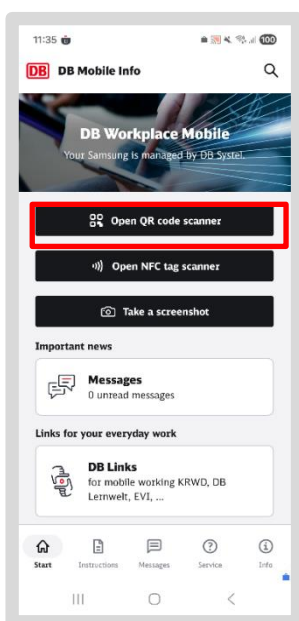 11:35
100
DB DB Mobile Info
DB Workplace Mobile
Your Samsung is managed by DB Systel.
Open QR code scanner
Open NFC tag scanner
Take a screenshot
Important news
Messages
0 unread messages
Links for your everyday work
DB Links
for mobile working KRWD, DB
Lernwelt, EVI, ...
Start Instructions Messages Service Info